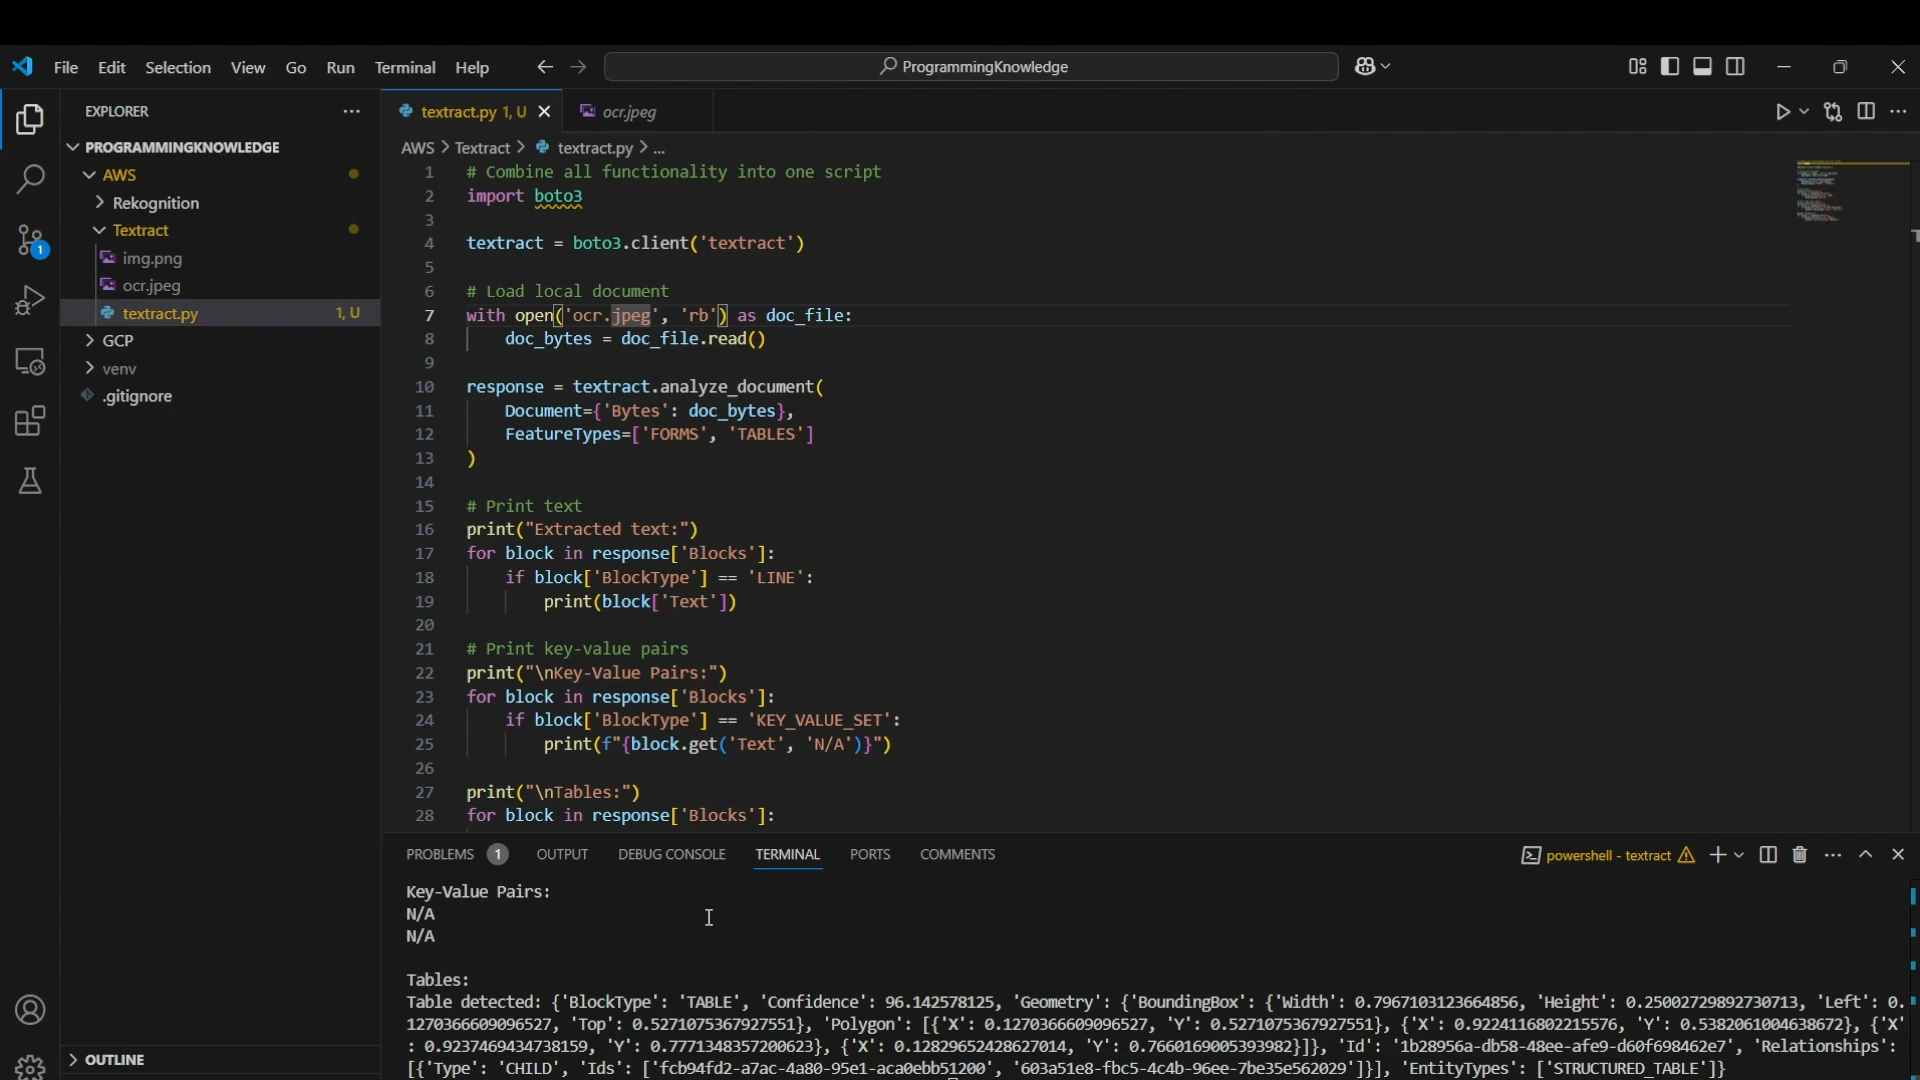 File Edit Selection View Go Run Terminal Help
ProgrammingKnowledge
EXPLORER
PROGRAMMINGKNOWLEDGE
AWS
Rekognition
Textract
img.png
ocr.jpeg
textract.py 1, U
GCP
venv
.gitignore
OUTLINE
1
textract.py 1, U
ocr.jpeg
AWS > Textract > textract.py > ...
1 # Combine all functionality into one script
2 import boto3
3
4 textract = boto3.client('textract')
5
6 # Load local document
7 with open('ocr.jpeg', 'rb') as doc_file:
8 doc_bytes = doc_file.read()
9
10 response = textract.analyze_document(
11 Document={'Bytes': doc_bytes},
12 FeatureTypes=['FORMS', 'TABLES']
13 )
14
15 # Print text
16 print("Extracted text:")
17 for block in response['Blocks']:
18 if block['BlockType'] == 'LINE':
19 print(block['Text'])
20
21 # Print key-value pairs
22 print("\nKey-Value Pairs:")
23 for block in response['Blocks']:
24 if block['BlockType'] == 'KEY_VALUE_SET':
25 print(f"{block.get('Text', 'N/A')}")
26
27 print("\nTables:")
28 for block in response['Blocks']:
PROBLEMS 1 OUTPUT DEBUG CONSOLE TERMINAL PORTS COMMENTS
powershell - textract
Key-Value Pairs:
N/A
N/A
Tables:
Table detected: {'BlockType': 'TABLE', 'Confidence': 96.142578125, 'Geometry': {'BoundingBox': {'Width': 0.7967103123664856, 'Height': 0.25002729892730713, 'Left': 0.
1270366609096527, 'Top': 0.5271075367927551}, 'Polygon': [{'X': 0.1270366609096527, 'Y': 0.5271075367927551}, {'X': 0.9224116802215576, 'Y': 0.5382061004638672}, {'X'
: 0.9237469434738159, 'Y': 0.7771348357200623}, {'X': 0.12829652428627014, 'Y': 0.7660169005393982}]}, 'Id': '1b28956a-db58-48ee-afe9-d60f698462e7', 'Relationships':
[{'Type': 'CHILD', 'Ids': ['fcb94fd2-a7ac-4a80-95e1-aca0ebb51200', '603a51e8-fbc5-4c4b-96ee-7be35e562029']}], 'EntityTypes': ['STRUCTURED_TABLE']}